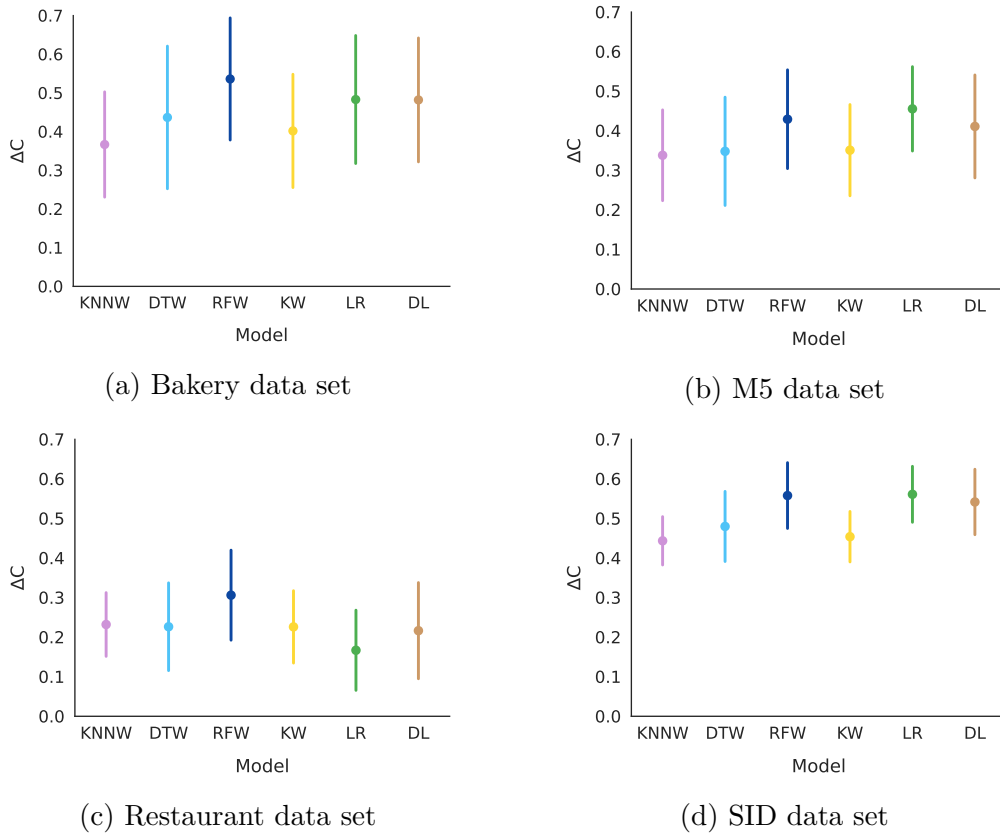 0.7
0.6
0.5
0.4
0.3
0.2
0.1
0.0
ΔC
KNNW DTW RFW KW LR DL
Model
(a) Bakery data set
0.7
0.6
0.5
0.4
0.3
0.2
0.1
0.0
ΔC
KNNW DTW RFW KW LR DL
Model
(b) M5 data set
0.7
0.6
0.5
0.4
0.3
0.2
0.1
0.0
ΔC
KNNW DTW RFW KW LR DL
Model
(c) Restaurant data set
0.7
0.6
0.5
0.4
0.3
0.2
0.1
0.0
ΔC
KNNW DTW RFW KW LR DL
Model
(d) SID data set